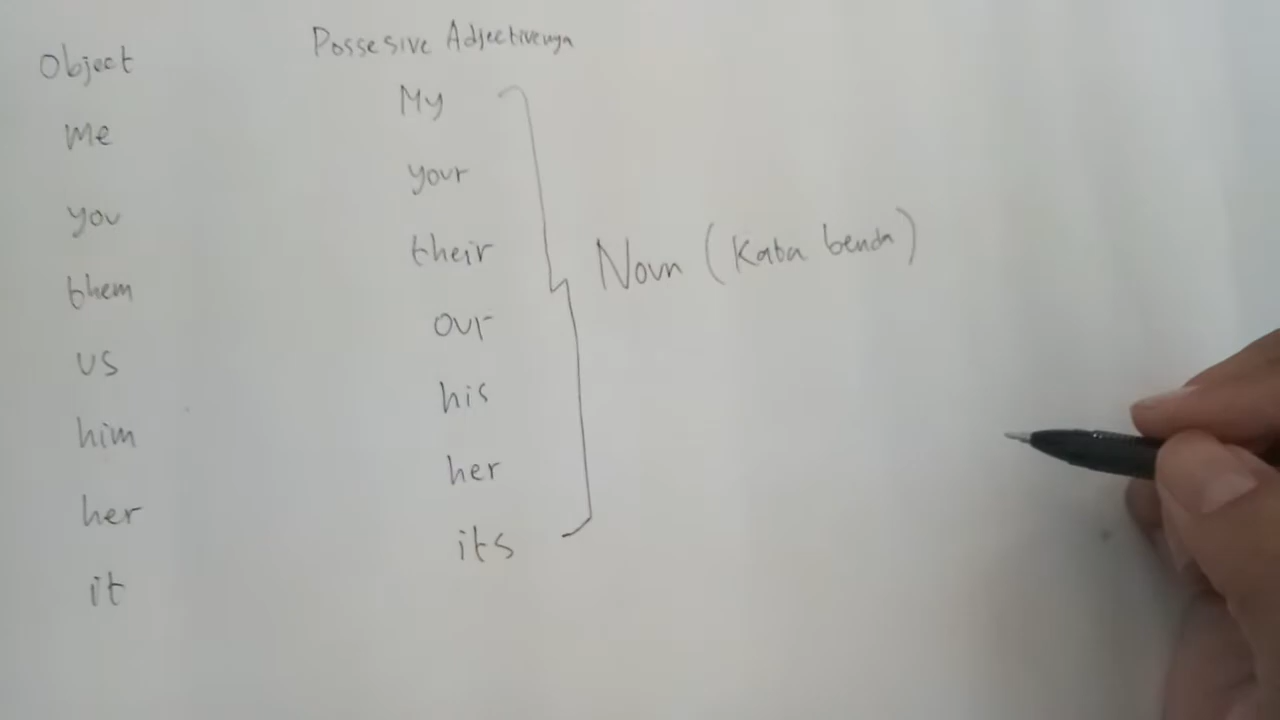 Object
me
you
them
us
him
her
it
Possesive Adjectivenya
My
your
their
our
his
her
its
Noun (Kata benda)